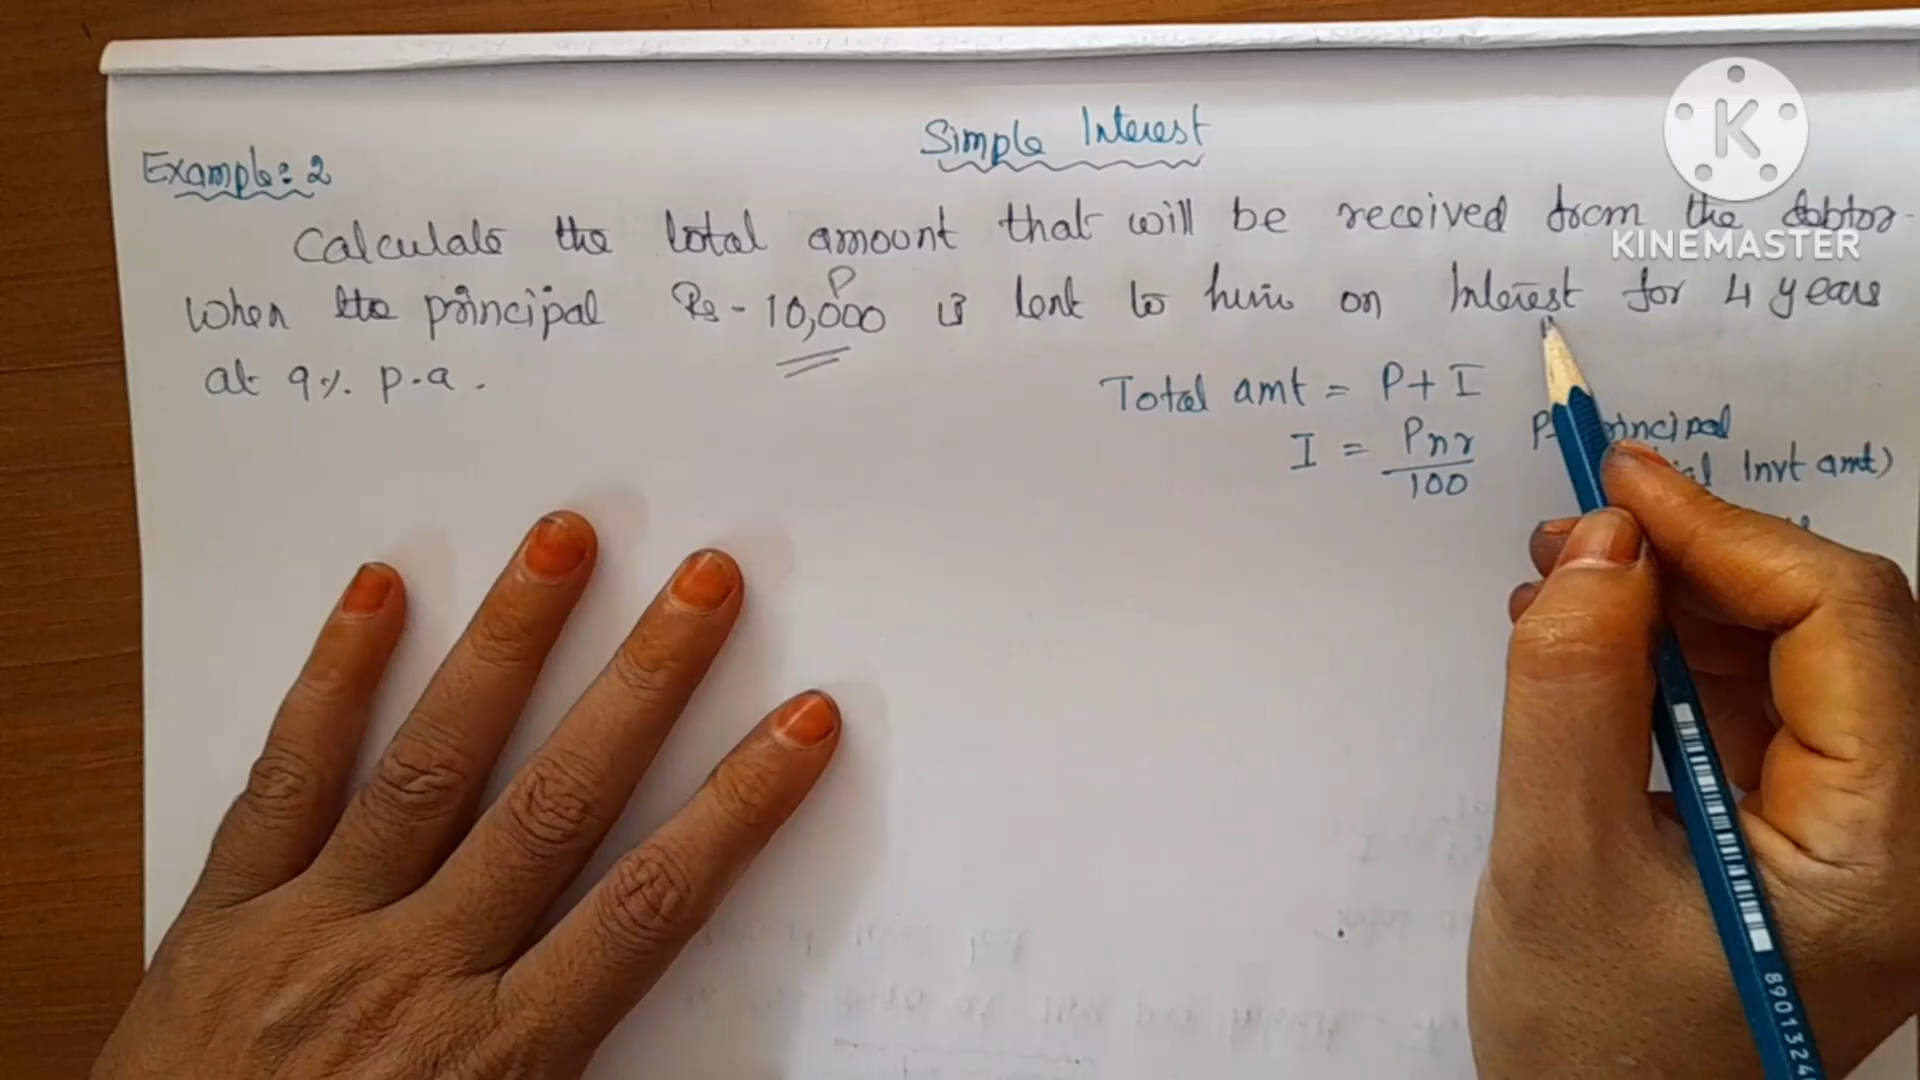 Simple Interest
Example: 2
Calculate the total amount that will be received from the debtor
when the principal Rs - 10,000 is lent to him on Interest for 4 years
P
at 9% p.a.
Total amt = P + I
I = Pnr / 100
Principal
Invt amt)
K
KINEMASTER
8901324